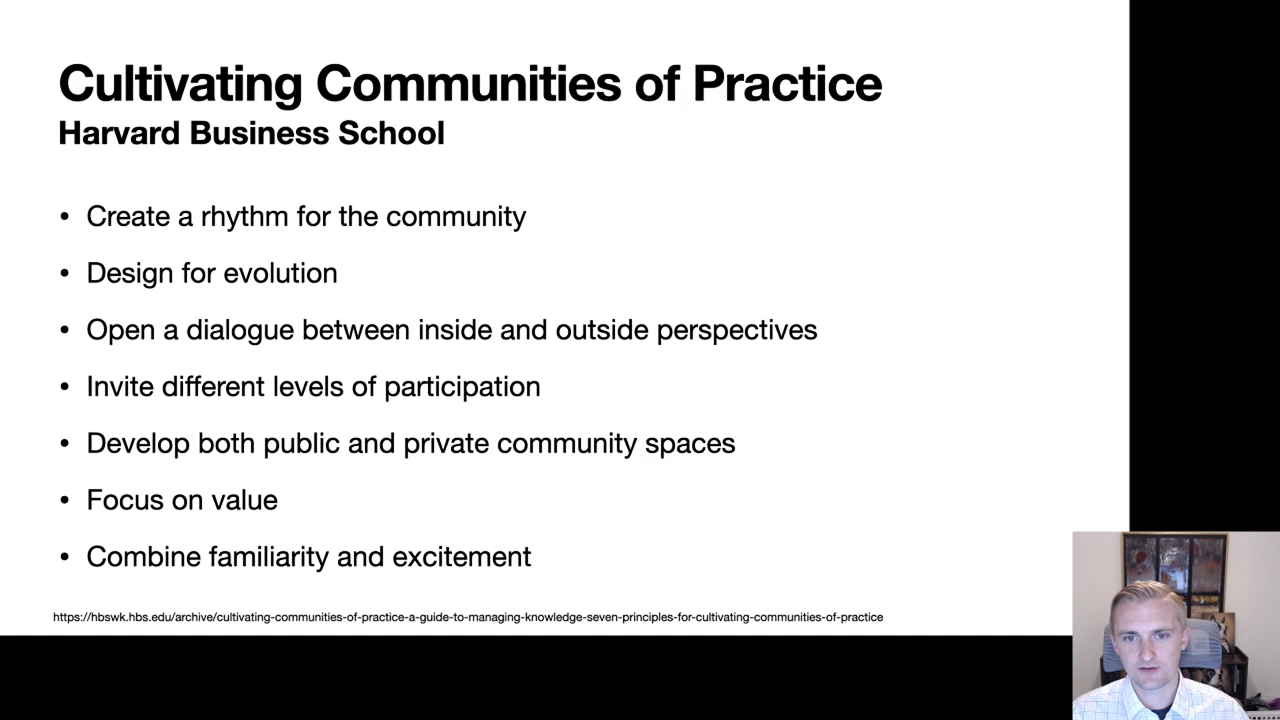 Cultivating Communities of Practice
Harvard Business School
• Create a rhythm for the community
• Design for evolution
• Open a dialogue between inside and outside perspectives
• Invite different levels of participation
• Develop both public and private community spaces
• Focus on value
• Combine familiarity and excitement
https://hbswk.hbs.edu/archive/cultivating-communities-of-practice-a-guide-to-managing-knowledge-seven-principles-for-cultivating-communities-of-practice